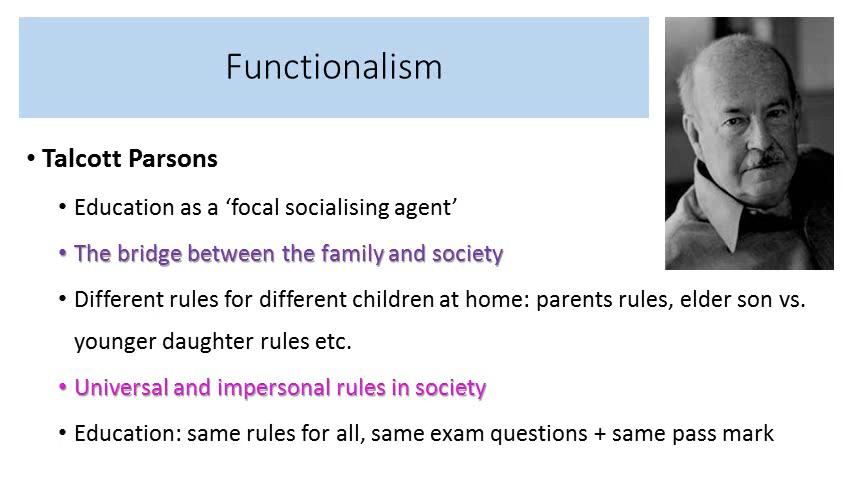 Functionalism
• Talcott Parsons
• Education as a ‘focal socialising agent’
• The bridge between the family and society
• Different rules for different children at home: parents rules, elder son vs.
younger daughter rules etc.
• Universal and impersonal rules in society
• Education: same rules for all, same exam questions + same pass mark